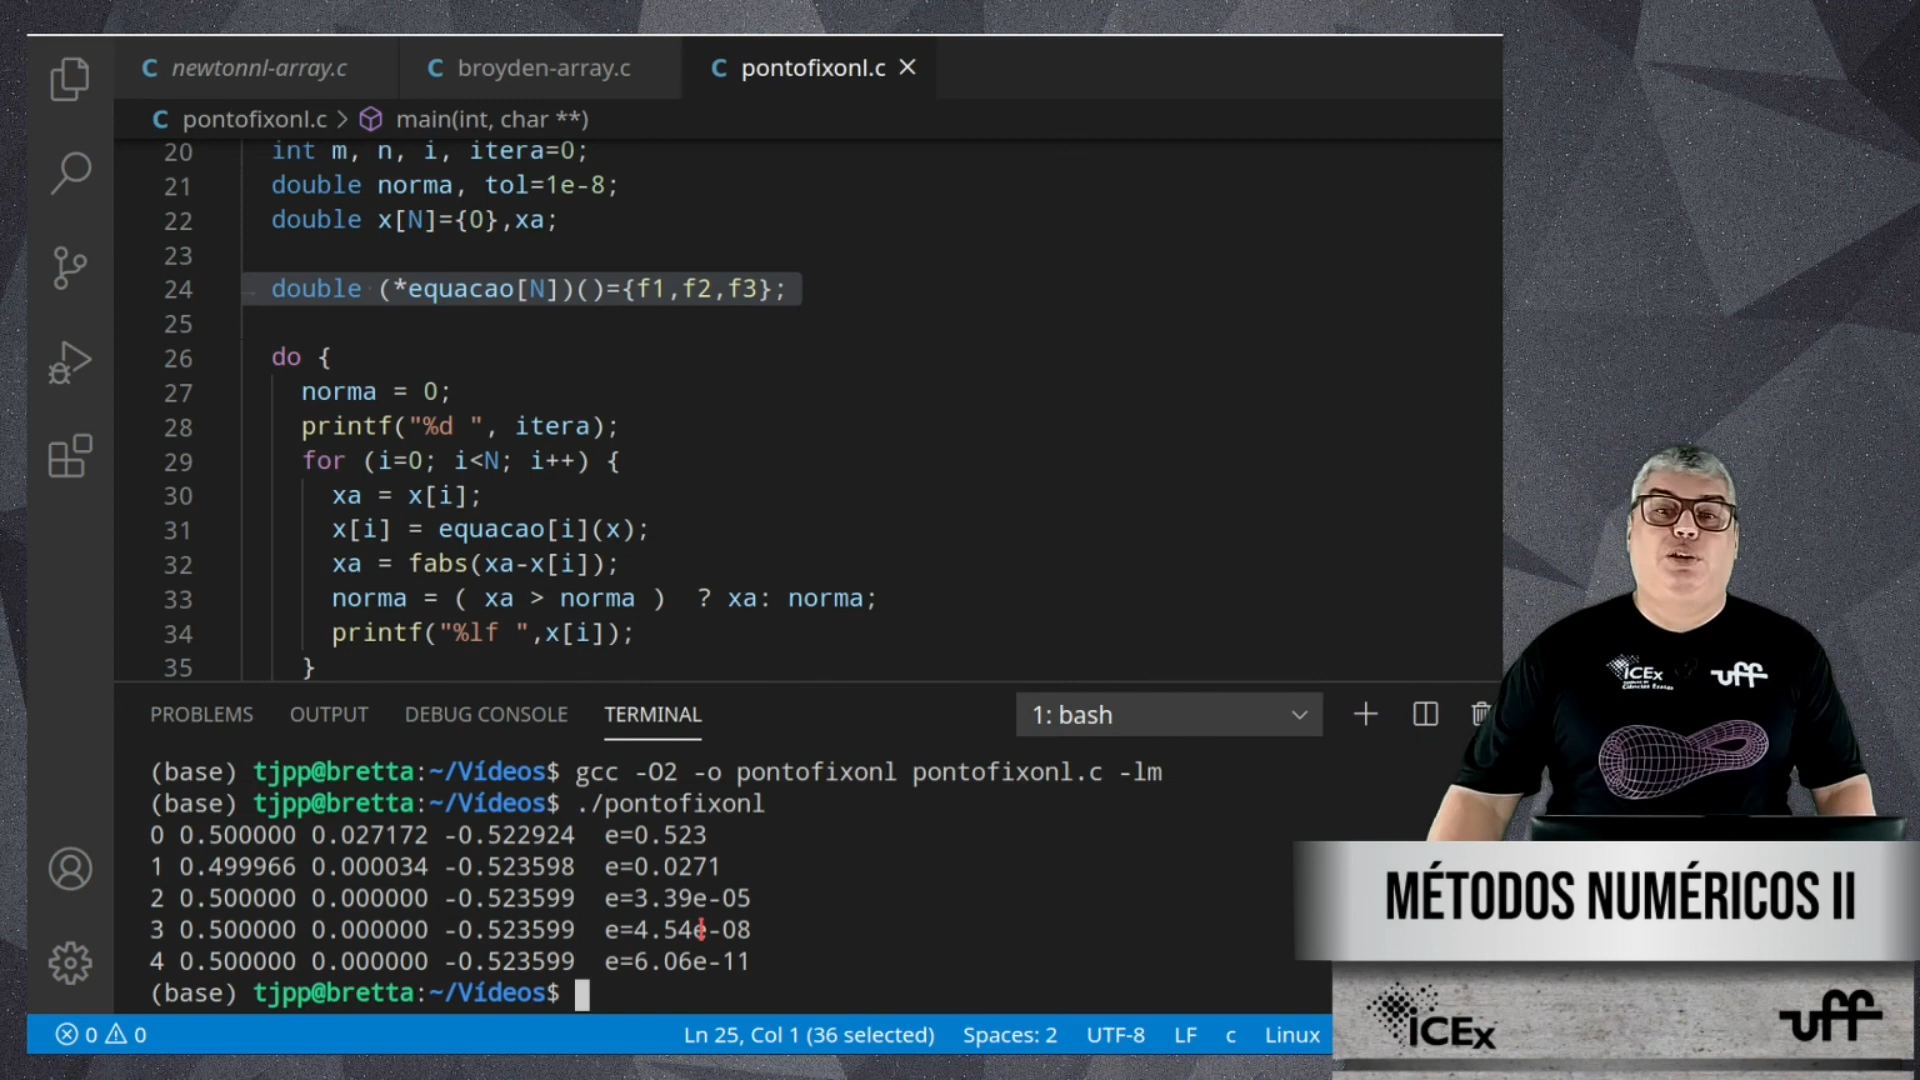 newtonnl-array.c
broyden-array.c
pontofixonl.c
pontofixonl.c > main(int, char **)
20 int m, n, i, itera=0;
21 double norma, tol=1e-8;
22 double x[N]={0},xa;
23
24 double (*equacao[N])()={f1,f2,f3};
25
26 do {
27 norma = 0;
28 printf("%d ", itera);
29 for (i=0; i<N; i++) {
30 xa = x[i];
31 x[i] = equacao[i](x);
32 xa = fabs(xa-x[i]);
33 norma = ( xa > norma )  ? xa: norma;
34 printf("%lf ",x[i]);
35 }
PROBLEMS OUTPUT DEBUG CONSOLE TERMINAL 1: bash
(base) tjpp@bretta:~/Vídeos$ gcc -O2 -o pontofixonl pontofixonl.c -lm
(base) tjpp@bretta:~/Vídeos$ ./pontofixonl
0 0.500000 0.027172 -0.522924  e=0.523
1 0.499966 0.000034 -0.523598  e=0.0271
2 0.500000 0.000000 -0.523599  e=3.39e-05
3 0.500000 0.000000 -0.523599  e=4.54e-08
4 0.500000 0.000000 -0.523599  e=6.06e-11
(base) tjpp@bretta:~/Vídeos$
0 0 Ln 25, Col 1 (36 selected) Spaces: 2 UTF-8 LF c Linux
ICEx uff
MÉTODOS NUMÉRICOS II
ICEx uff